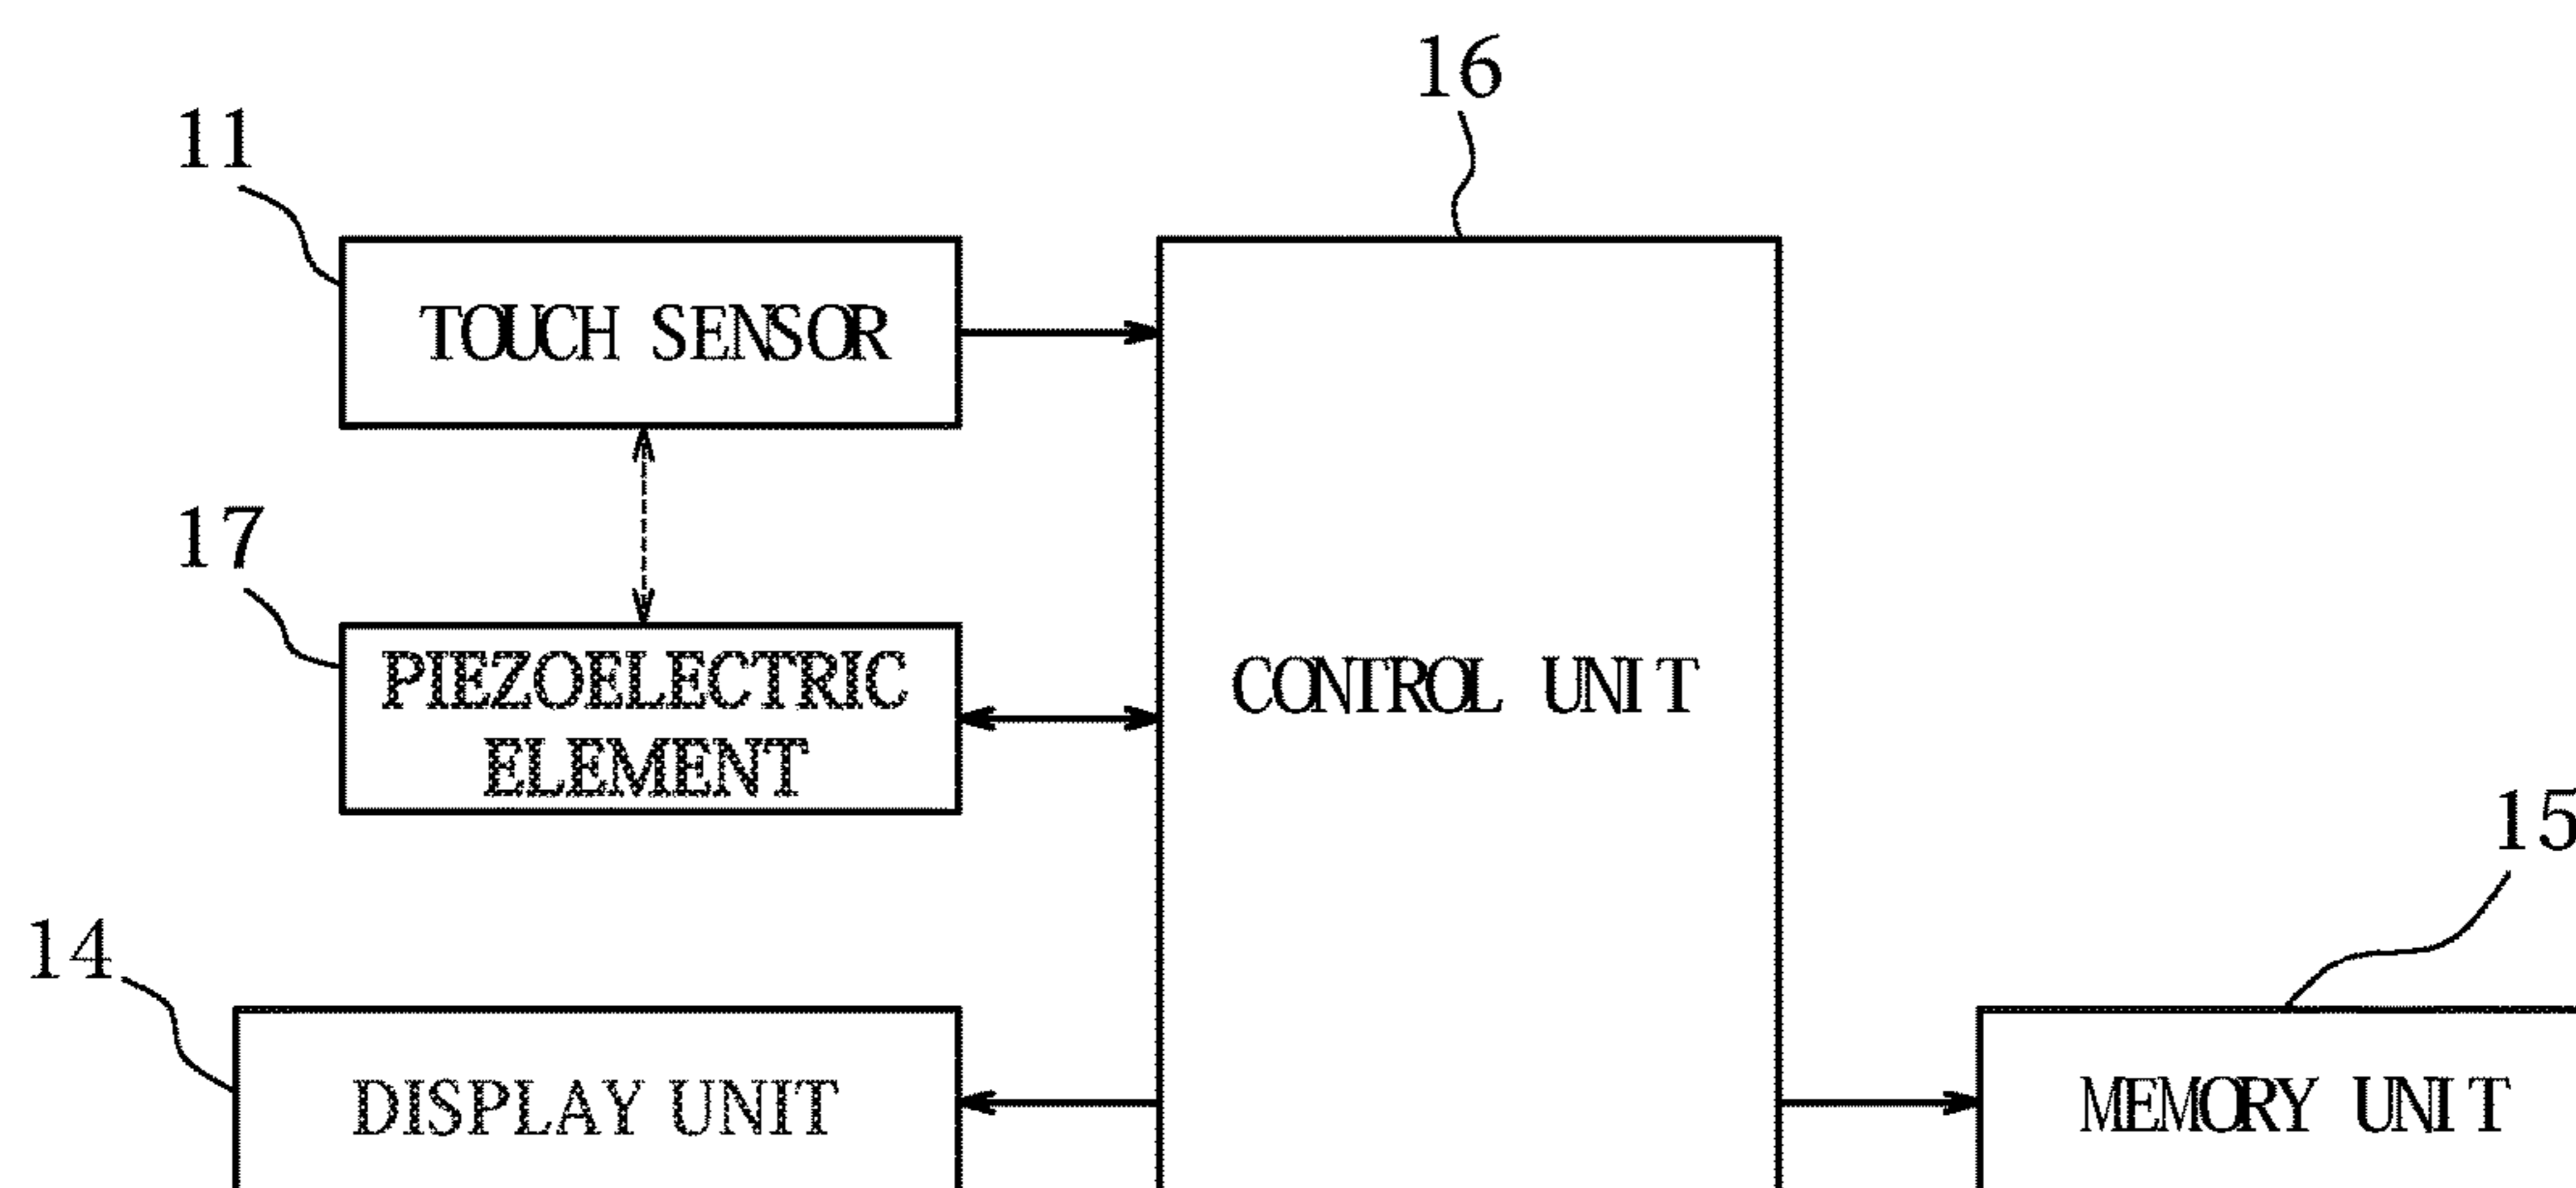 16
11
TOUCH SENSOR
17
PIEZOELECTRIC
ELEMENT
CONTROL UNIT
15
14
DISPLAY UNIT
MEMORY UNIT